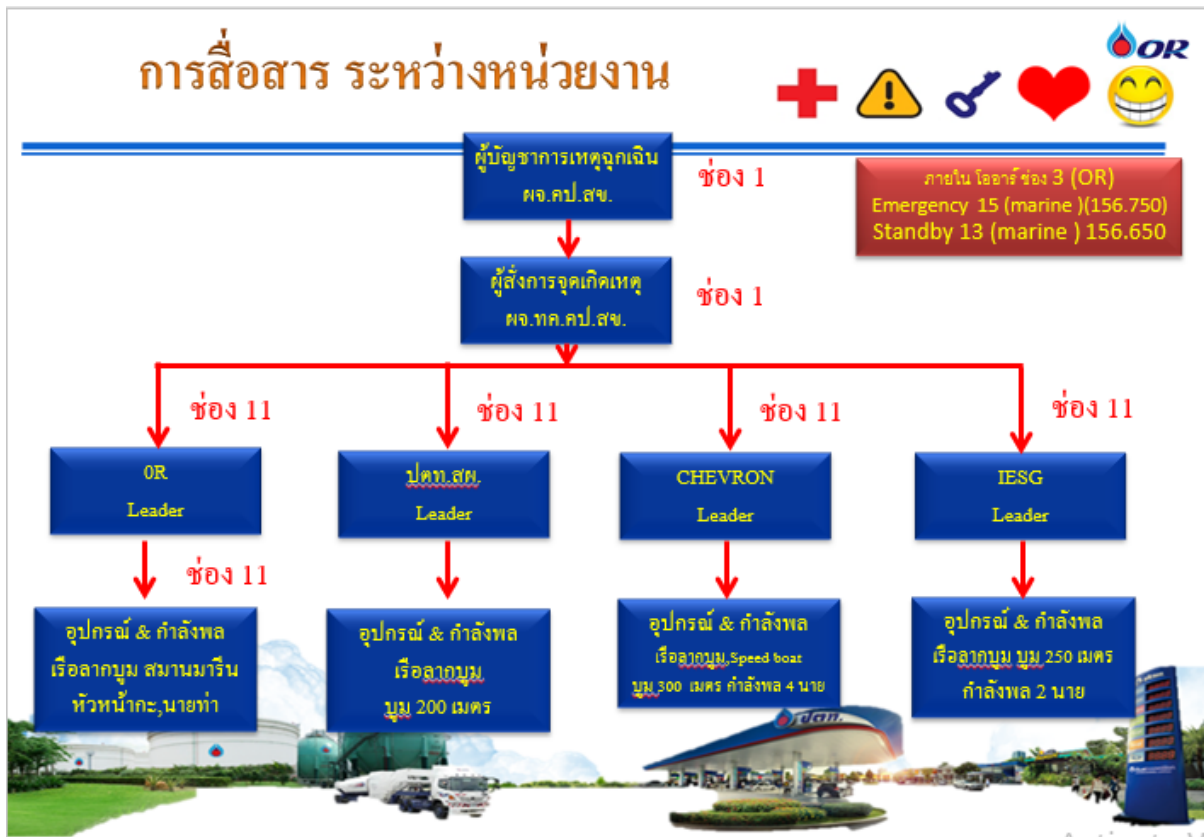 การสื่อสาร ระหว่างหน่วยงาน
OR
ผู้บัญชาการเหตุฉุกเฉิน
ผจ.คป.สข.
ช่อง 1
ภายใน โออาร์ ช่อง 3 (OR)
Emergency 15 (marine )(156.750)
Standby 13 (marine ) 156.650
ผู้สั่งการจุดเกิดเหตุ
ผจ.ทค.คป.สข.
ช่อง 1
ช่อง 11
ช่อง 11
ช่อง 11
ช่อง 11
0R
Leader
ปตท.สผ.
Leader
CHEVRON
Leader
IESG
Leader
ช่อง 11
อุปกรณ์ & กำลังพล
เรือลากบูม สมานมารีน
หัวหน้ากะ,นายท่า
อุปกรณ์ & กำลังพล
เรือลากบูม
บูม 200 เมตร
อุปกรณ์ & กำลังพล
เรือลากบูม,Speed boat
บูม 300 เมตร กำลังพล 4 นาย
อุปกรณ์ & กำลังพล
เรือลากบูม บูม 250 เมตร
กำลังพล 2 นาย
ปตท.